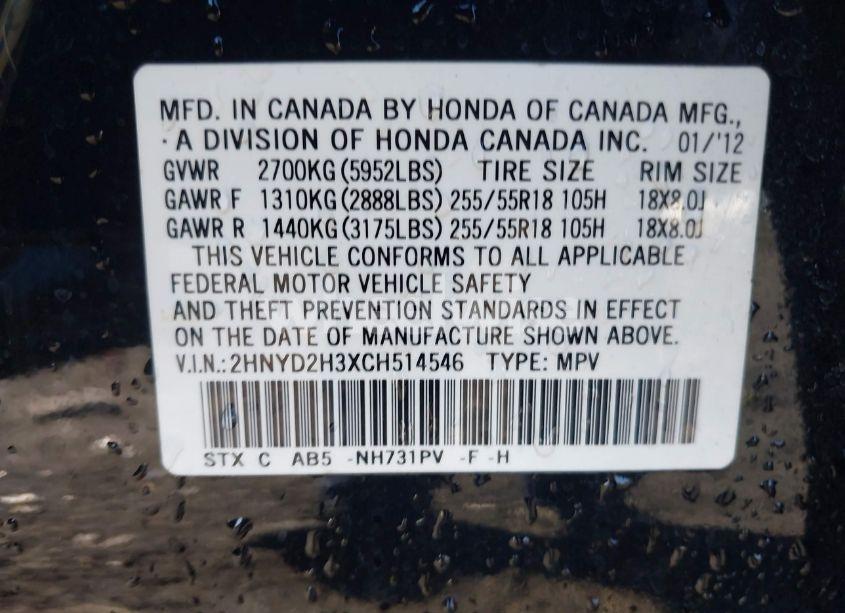 MFD. IN CANADA BY HONDA OF CANADA MFG.,
·A DIVISION OF HONDA CANADA INC. 01/'12
GVWR 2700KG(5952LBS) TIRE SIZE RIM SIZE
GAWR F 1310KG(2888LBS) 255/55R18 105H 18X8.0J
GAWR R 1440KG(3175LBS) 255/55R18 105H 18X8.0J
THIS VEHICLE CONFORMS TO ALL APPLICABLE
FEDERAL MOTOR VEHICLE SAFETY
AND THEFT PREVENTION STANDARDS IN EFFECT
ON THE DATE OF MANUFACTURE SHOWN ABOVE.
V.I.N.:2HNYD2H3XCH514546 TYPE: MPV
STX C AB5 -NH731PV -F -H